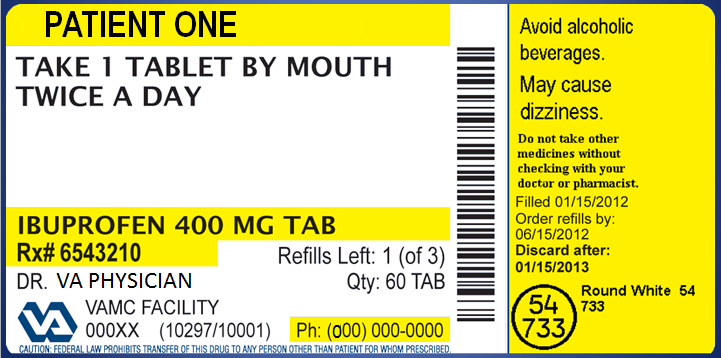 PATIENT ONE
TAKE 1 TABLET BY MOUTH
TWICE A DAY
IBUPROFEN 400 MG TAB
Rx# 6543210
Refills Left: 1 (of 3)
DR. VA PHYSICIAN
Qty: 60 TAB
VA
VAMC FACILITY
000XX (10297/10001)
Ph: (000) 000-0000
CAUTION: FEDERAL LAW PROHIBITS TRANSFER OF THIS DRUG TO ANY PERSON OTHER THAN PATIENT FOR WHOM PRESCRIBED.
Avoid alcoholic
beverages.
May cause
dizziness.
Do not take other
medicines without
checking with your
doctor or pharmacist.
Filled 01/15/2012
Order refills by:
06/15/2012
Discard after:
01/15/2013
54
733
Round White 54
733